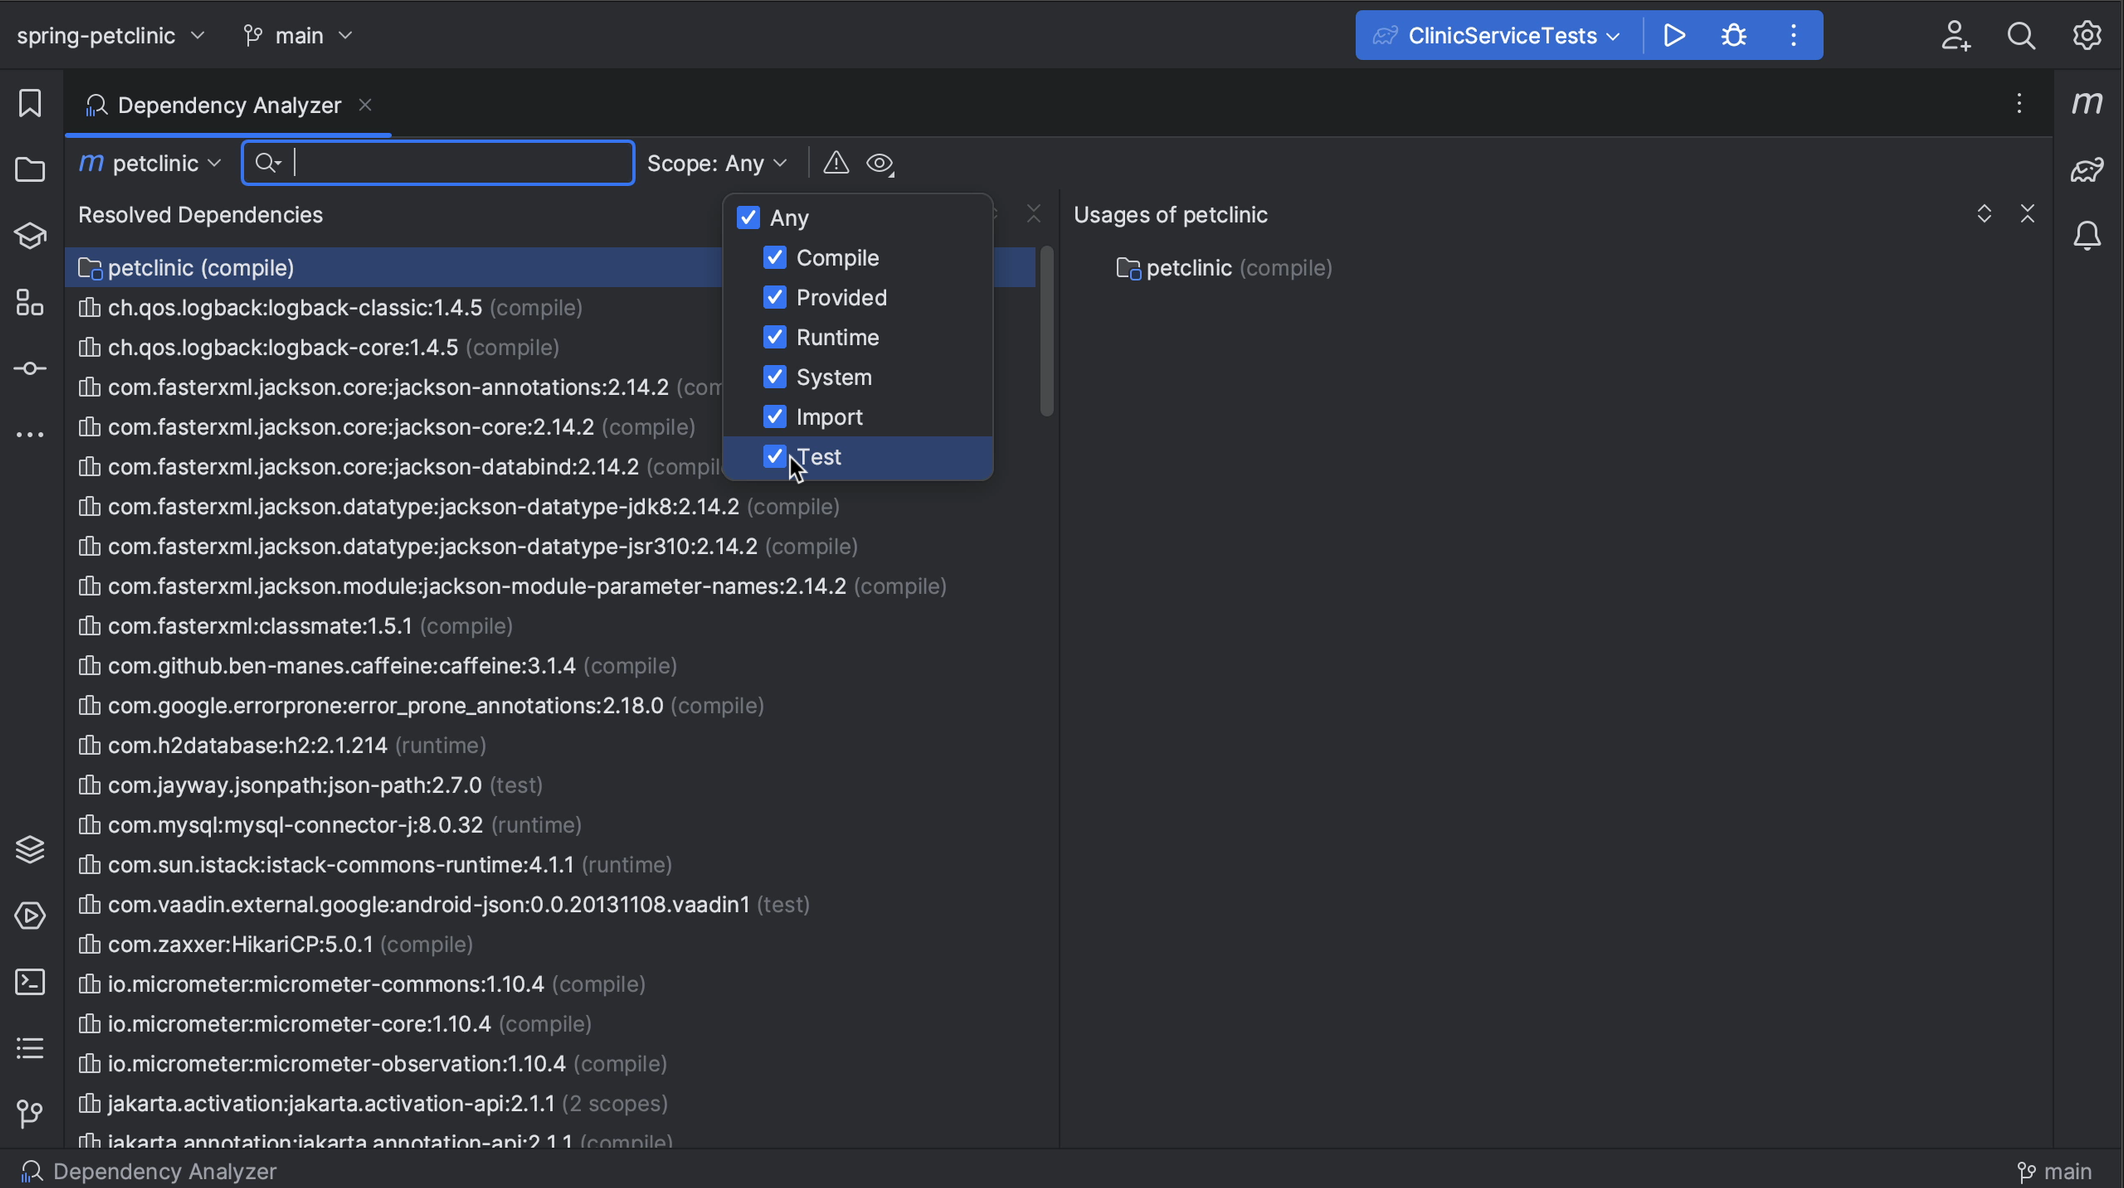 spring-petclinic
main
ClinicServiceTests
Dependency Analyzer
m petclinic
Scope: Any
Resolved Dependencies
Any
Compile
Provided
Runtime
System
Import
Test
petclinic (compile)
ch.qos.logback:logback-classic:1.4.5 (compile)
ch.qos.logback:logback-core:1.4.5 (compile)
com.fasterxml.jackson.core:jackson-annotations:2.14.2 (com
com.fasterxml.jackson.core:jackson-core:2.14.2 (compile)
com.fasterxml.jackson.core:jackson-databind:2.14.2 (compil
com.fasterxml.jackson.datatype:jackson-datatype-jdk8:2.14.2 (compile)
com.fasterxml.jackson.datatype:jackson-datatype-jsr310:2.14.2 (compile)
com.fasterxml.jackson.module:jackson-module-parameter-names:2.14.2 (compile)
com.fasterxml:classmate:1.5.1 (compile)
com.github.ben-manes.caffeine:caffeine:3.1.4 (compile)
com.google.errorprone:error_prone_annotations:2.18.0 (compile)
com.h2database:h2:2.1.214 (runtime)
com.jayway.jsonpath:json-path:2.7.0 (test)
com.mysql:mysql-connector-j:8.0.32 (runtime)
com.sun.istack:istack-commons-runtime:4.1.1 (runtime)
com.vaadin.external.google:android-json:0.0.20131108.vaadin1 (test)
com.zaxxer:HikariCP:5.0.1 (compile)
io.micrometer:micrometer-commons:1.10.4 (compile)
io.micrometer:micrometer-core:1.10.4 (compile)
io.micrometer:micrometer-observation:1.10.4 (compile)
jakarta.activation:jakarta.activation-api:2.1.1 (2 scopes)
jakarta.annotation:jakarta.annotation-api:2.1.1 (compile)
Usages of petclinic
petclinic (compile)
m
Dependency Analyzer
main